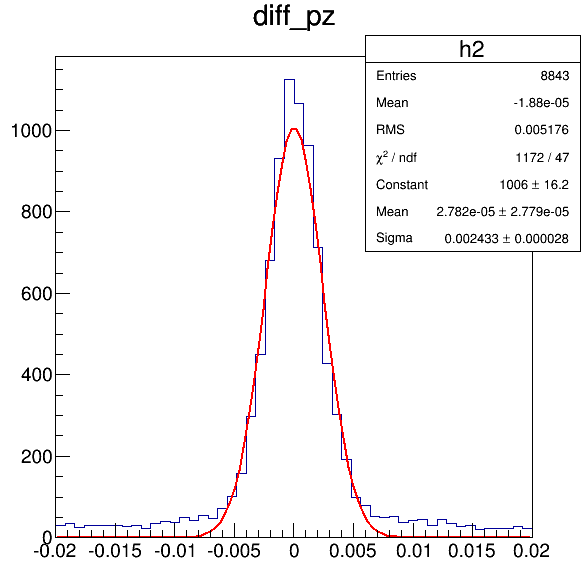 diff_pz
h2
Entries 8843
Mean -1.88e-05
RMS 0.005176
χ² / ndf 1172 / 47
Constant 1006 ± 16.2
Mean 2.782e-05 ± 2.779e-05
Sigma 0.002433 ± 0.000028
1000
800
600
400
200
0
-0.02 -0.015 -0.01 -0.005 0 0.005 0.01 0.015 0.02